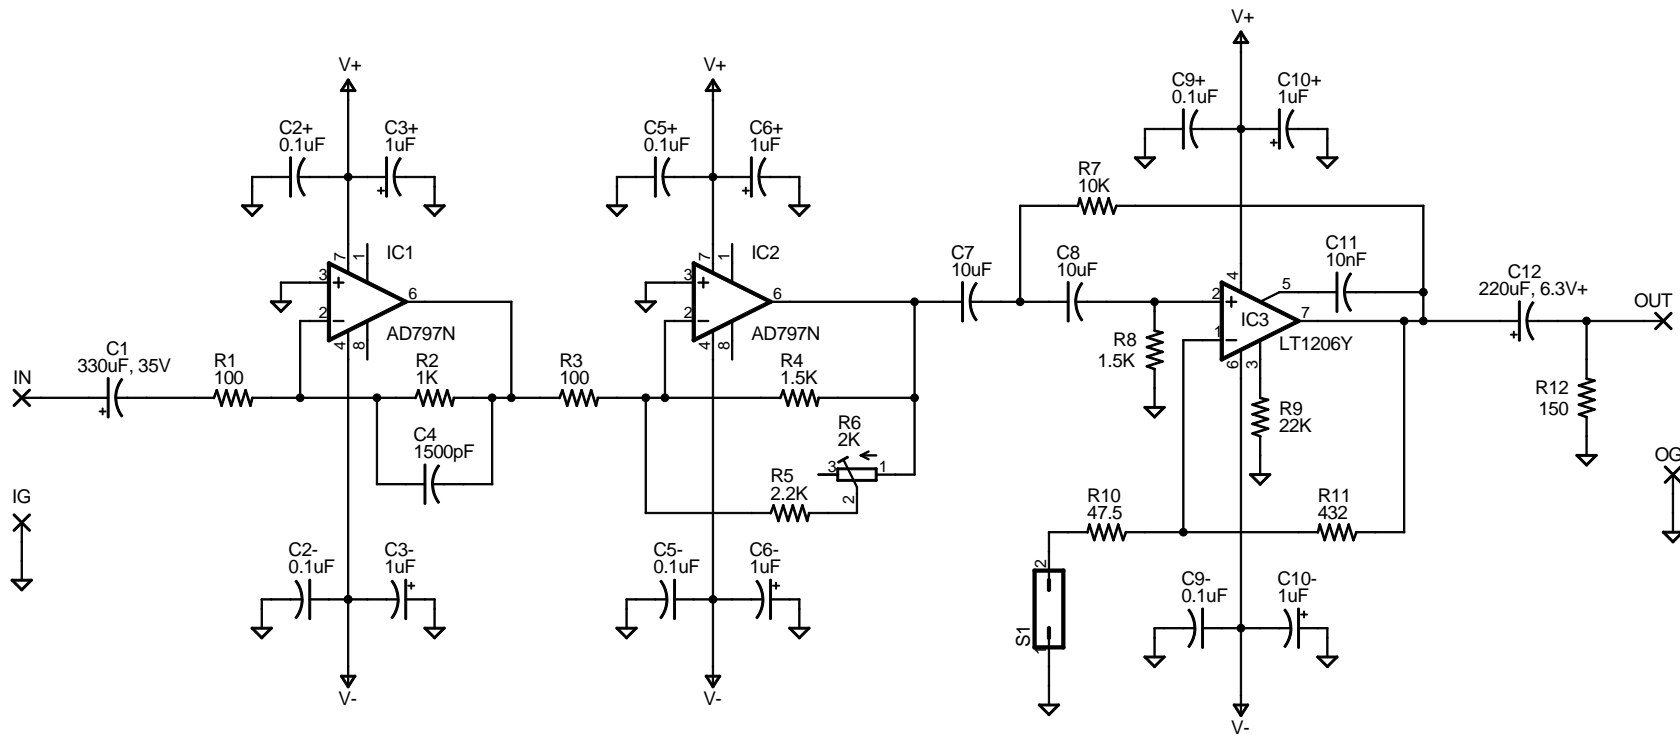 V+
C9+
0.1uF
C10+
1uF
V+
C2+
0.1uF
C3+
1uF
V+
C5+
0.1uF
C6+
1uF
R7
10K
7
1
IC1
3
2
6
AD797N
4
8
7
1
IC2
3
2
6
AD797N
4
8
C7
10uF
C8
10uF
4
5
C11
10nF
2
1
IC3
7
LT1206Y
6
3
C12
220uF, 6.3V+
OUT
IN
C1
330uF, 35V
R1
100
R2
1K
R3
100
R4
1.5K
R8
1.5K
R9
22K
R12
150
C4
1500pF
R6
2K
3
1
2
R5
2.2K
IG
OG
R10
47.5
R11
432
C2-
0.1uF
C3-
1uF
C5-
0.1uF
C6-
1uF
2
S1
1
C9-
0.1uF
C10-
1uF
V-
V-
V-